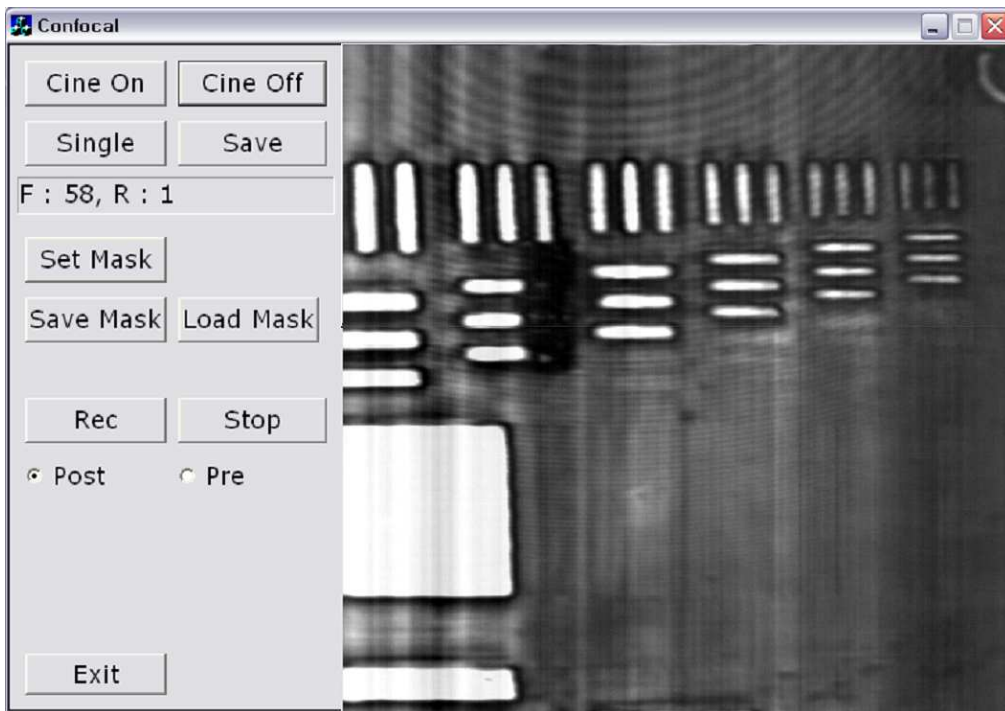 Confocal
Cine On Cine Off
Single Save
F : 58, R : 1
Set Mask
Save Mask Load Mask
Rec Stop
Post Pre
Exit